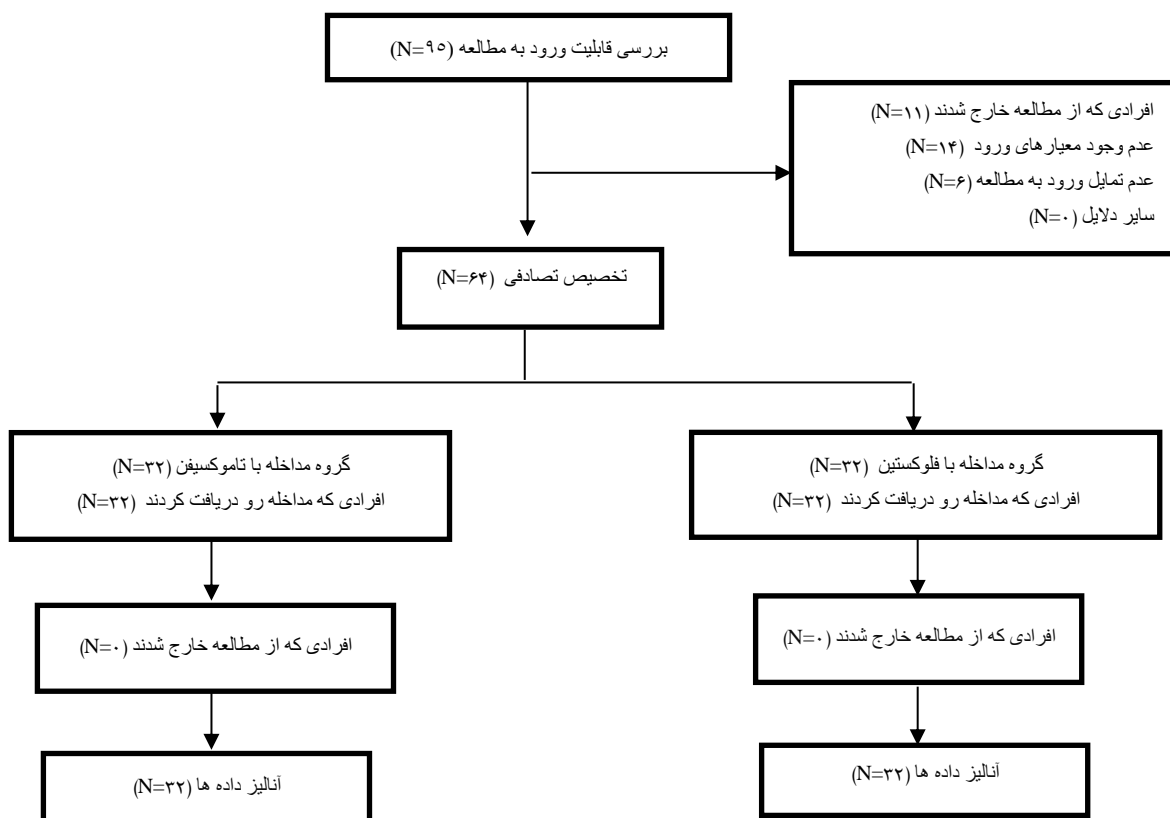 بررسی قابلیت ورود به مطالعه (N=۹۵)
افرادی که از مطالعه خارج شدند (N=۱۱)
عدم وجود معیارهای ورود (N=۱۴)
عدم تمایل ورود به مطالعه (N=۶)
سایر دلایل (N=۰)
تخصیص تصادفی (N=۶۴)
گروه مداخله با فلوکستین (N=۳۲)
افرادی که مداخله رو دریافت کردند (N=۳۲)
گروه مداخله با تاموکسیفن (N=۳۲)
افرادی که مداخله رو دریافت کردند (N=۳۲)
افرادی که از مطالعه خارج شدند (N=۰)
افرادی که از مطالعه خارج شدند (N=۰)
آنالیز داده ها (N=۳۲)
آنالیز داده ها (N=۳۲)